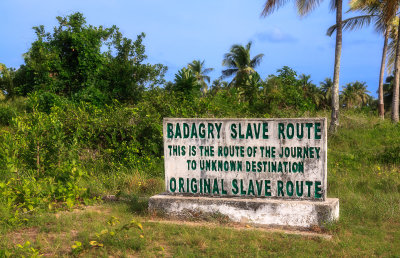 BADAGRY SLAVE ROUTE
THIS IS THE ROUTE OF THE JOURNEY
TO UNKNOWN DESTINATION
ORIGINAL SLAVE ROUTE